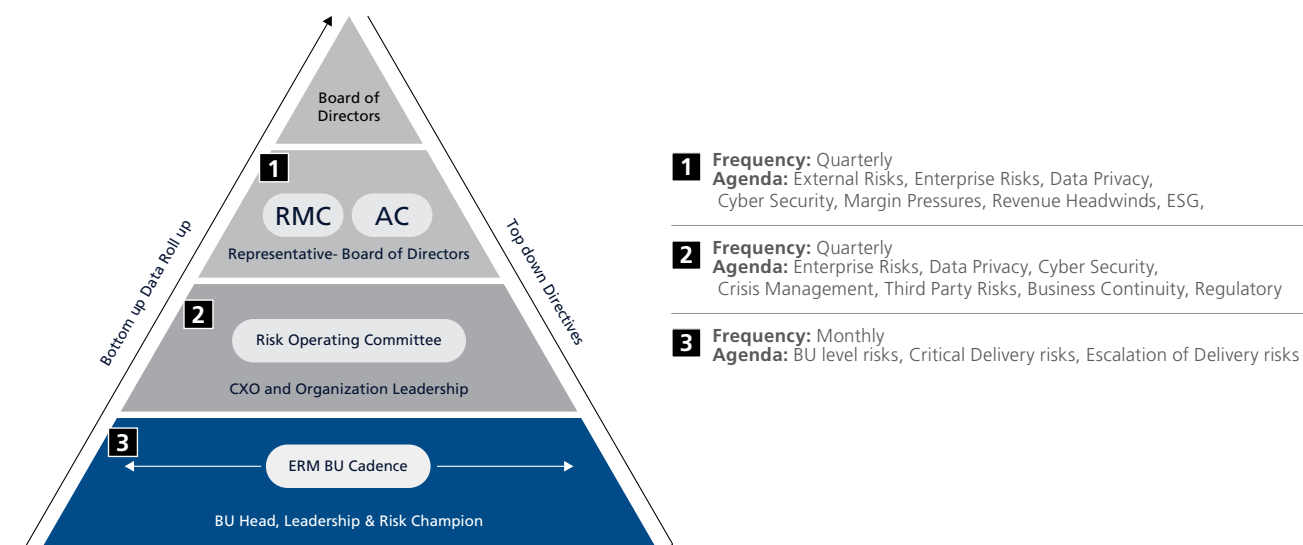 Board of
Directors
1
RMC
AC
Representative- Board of Directors
2
Risk Operating Committee
CXO and Organization Leadership
3
ERM BU Cadence
BU Head, Leadership & Risk Champion
Bottom up Data Roll up
Top down Directives
1 Frequency: Quarterly
Agenda: External Risks, Enterprise Risks, Data Privacy,
Cyber Security, Margin Pressures, Revenue Headwinds, ESG,
2 Frequency: Quarterly
Agenda: Enterprise Risks, Data Privacy, Cyber Security,
Crisis Management, Third Party Risks, Business Continuity, Regulatory
3 Frequency: Monthly
Agenda: BU level risks, Critical Delivery risks, Escalation of Delivery risks